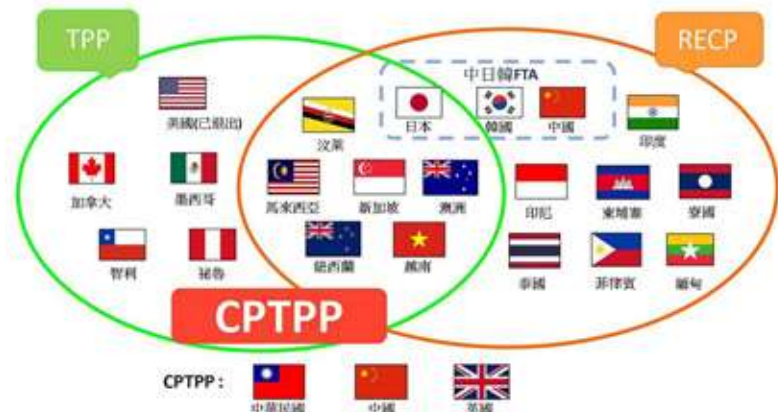 TPP
RECP
中日韓FTA
美國(已退出)
汶萊
日本
韓國
中國
印度
加拿大
墨西哥
馬來西亞
新加坡
澳洲
印尼
柬埔寨
寮國
智利
祕魯
紐西蘭
越南
泰國
菲律賓
緬甸
CPTPP
CPTPP :
中華民國
中國
英國